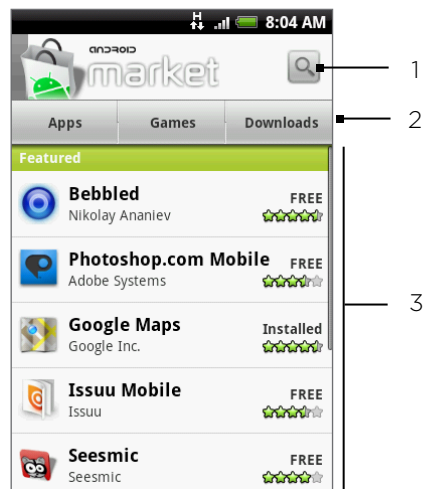 H 8:04 AM
android
market
1
Apps Games Downloads
2
Featured
Bebbled FREE
Nikolay Ananiev
Photoshop.com Mobile FREE
Adobe Systems
3
Google Maps Installed
Google Inc.
Issuu Mobile FREE
Issuu
Seesmic FREE
Seesmic